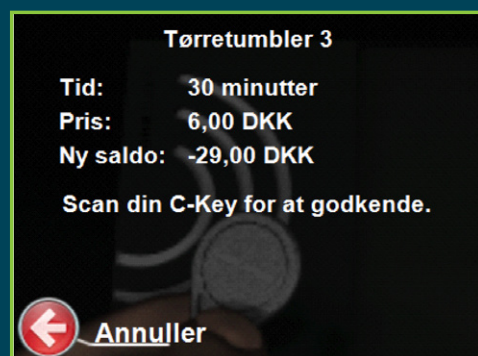 Tørretumbler 3
Tid: 30 minutter
Pris: 6,00 DKK
Ny saldo: -29,00 DKK
Scan din C-Key for at godkende.
Annuller